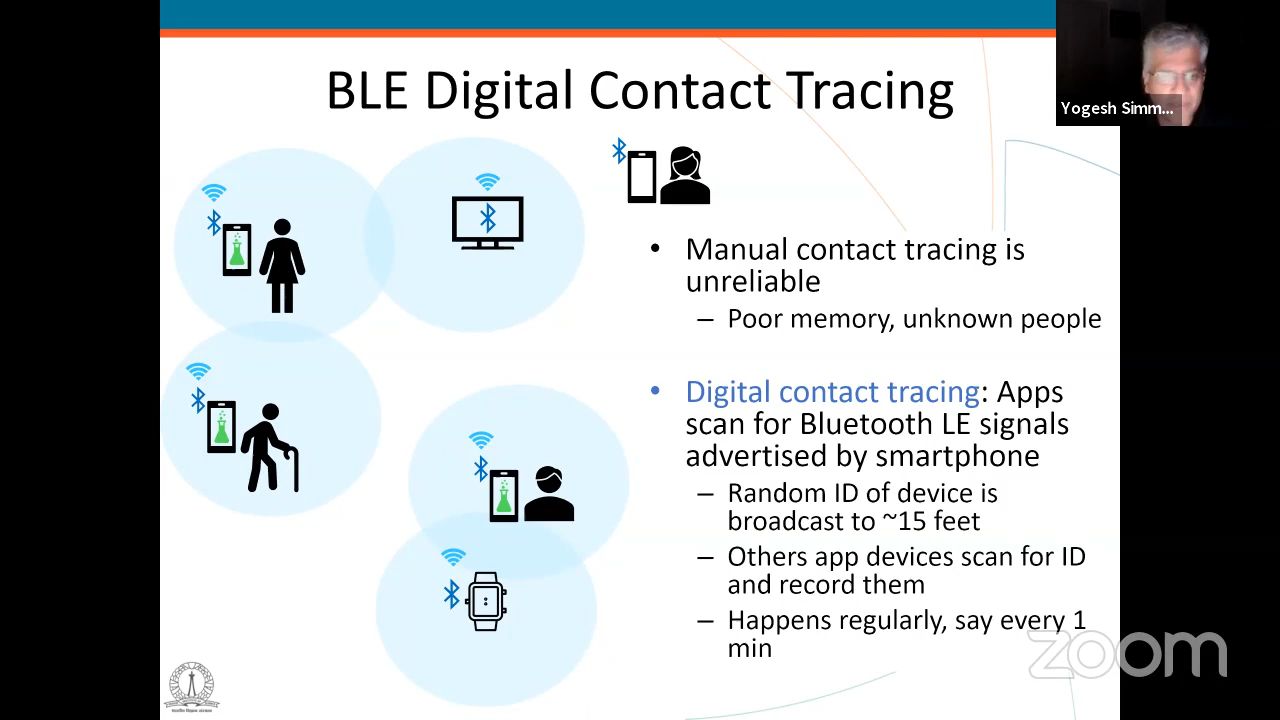 BLE Digital Contact Tracing
Yogesh Simm...
• Manual contact tracing is
unreliable
– Poor memory, unknown people
• Digital contact tracing: Apps
scan for Bluetooth LE signals
advertised by smartphone
– Random ID of device is
broadcast to ~15 feet
– Others app devices scan for ID
and record them
– Happens regularly, say every 1
min
zoom